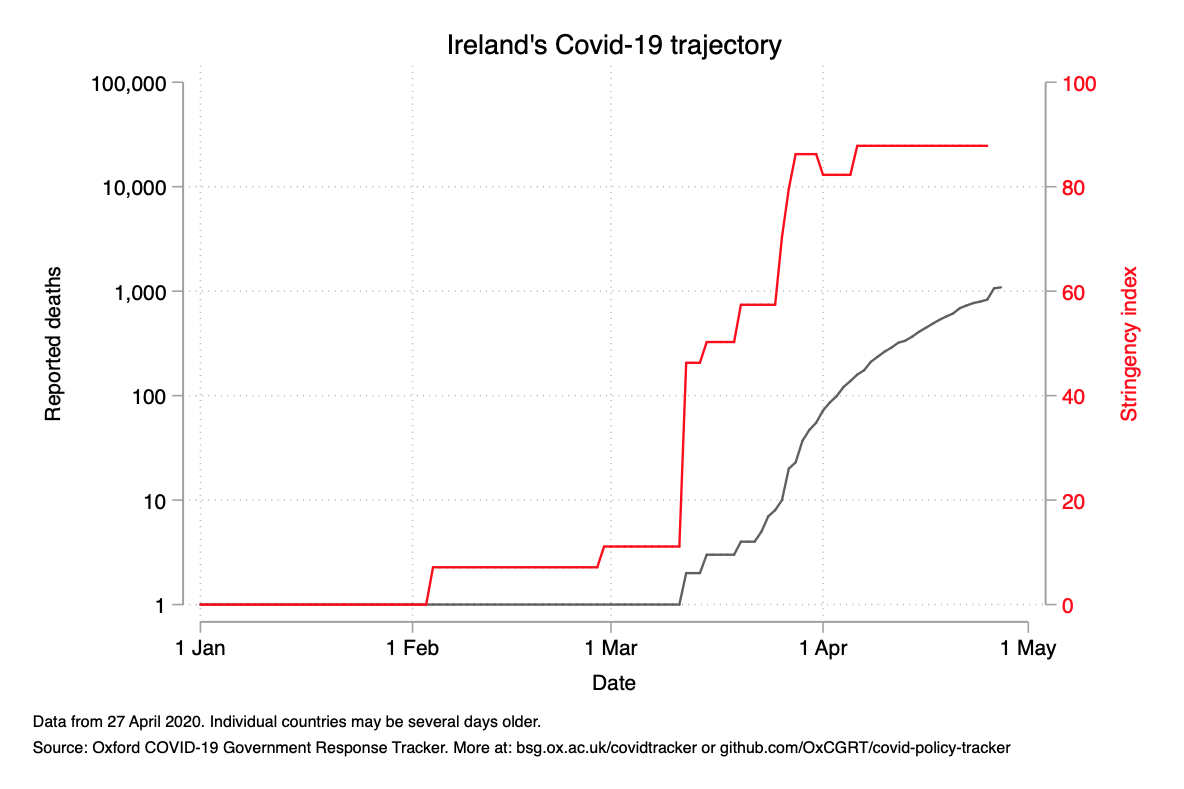 Ireland's Covid-19 trajectory
100,000
10,000
1,000
100
10
1
Reported deaths
100
80
60
40
20
0
Stringency index
1 Jan
1 Feb
1 Mar
1 Apr
1 May
Date
Data from 27 April 2020. Individual countries may be several days older.
Source: Oxford COVID-19 Government Response Tracker. More at: bsg.ox.ac.uk/covidtracker or github.com/OxCGRT/covid-policy-tracker